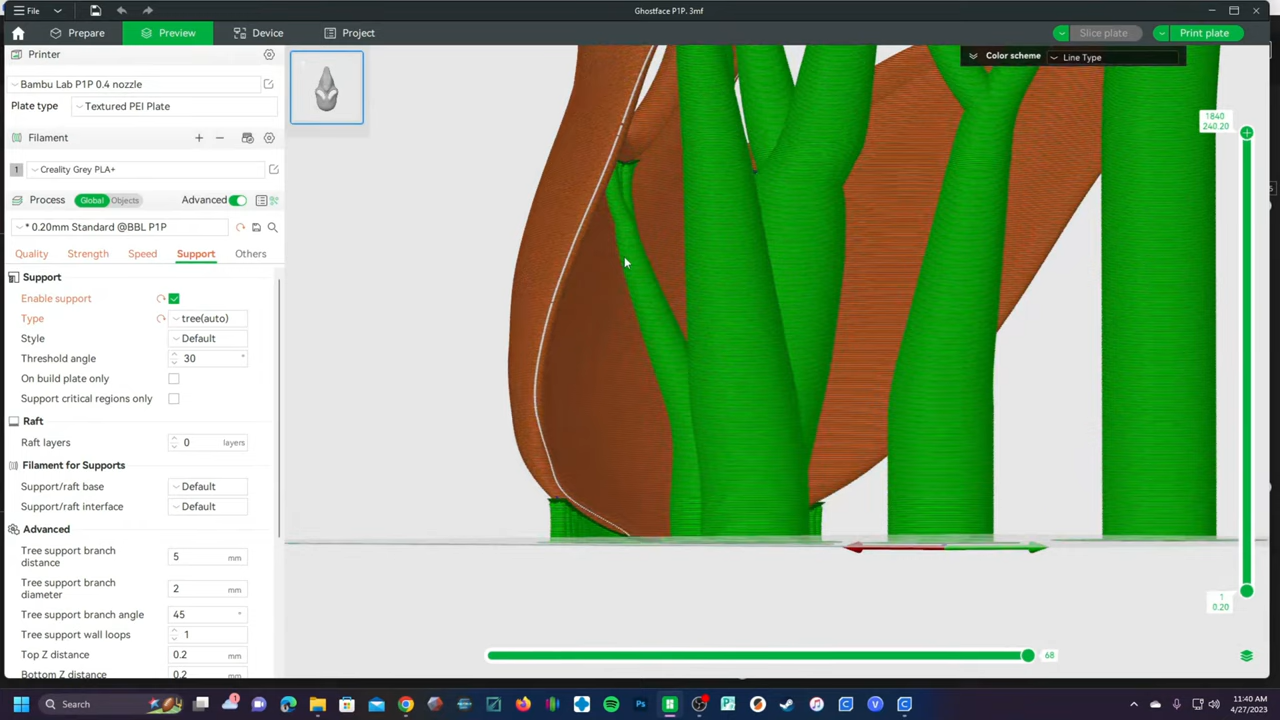 File
Ghostface P1P. 3mf
Prepare
Preview
Device
Project
Slice plate
Print plate
Printer
Bambu Lab P1P 0.4 nozzle
Plate type
Textured PEI Plate
Color scheme
Line Type
Filament
1
Creality Grey PLA+
Process
Global
Objects
Advanced
* 0.20mm Standard @BBL P1P
Quality
Strength
Speed
Support
Others
Support
Enable support
Type
tree(auto)
Style
Default
Threshold angle
30
°
On build plate only
Support critical regions only
Raft
Raft layers
0
layers
Filament for Supports
Support/raft base
Default
Support/raft interface
Default
Advanced
Tree support branch
distance
5
mm
Tree support branch
diameter
2
mm
Tree support branch angle
45
°
Tree support wall loops
1
Top Z distance
0.2
mm
Bottom Z distance
0.2
mm
1840
240.20
1
0.20
68
Search
1
11:40 AM
4/27/2023